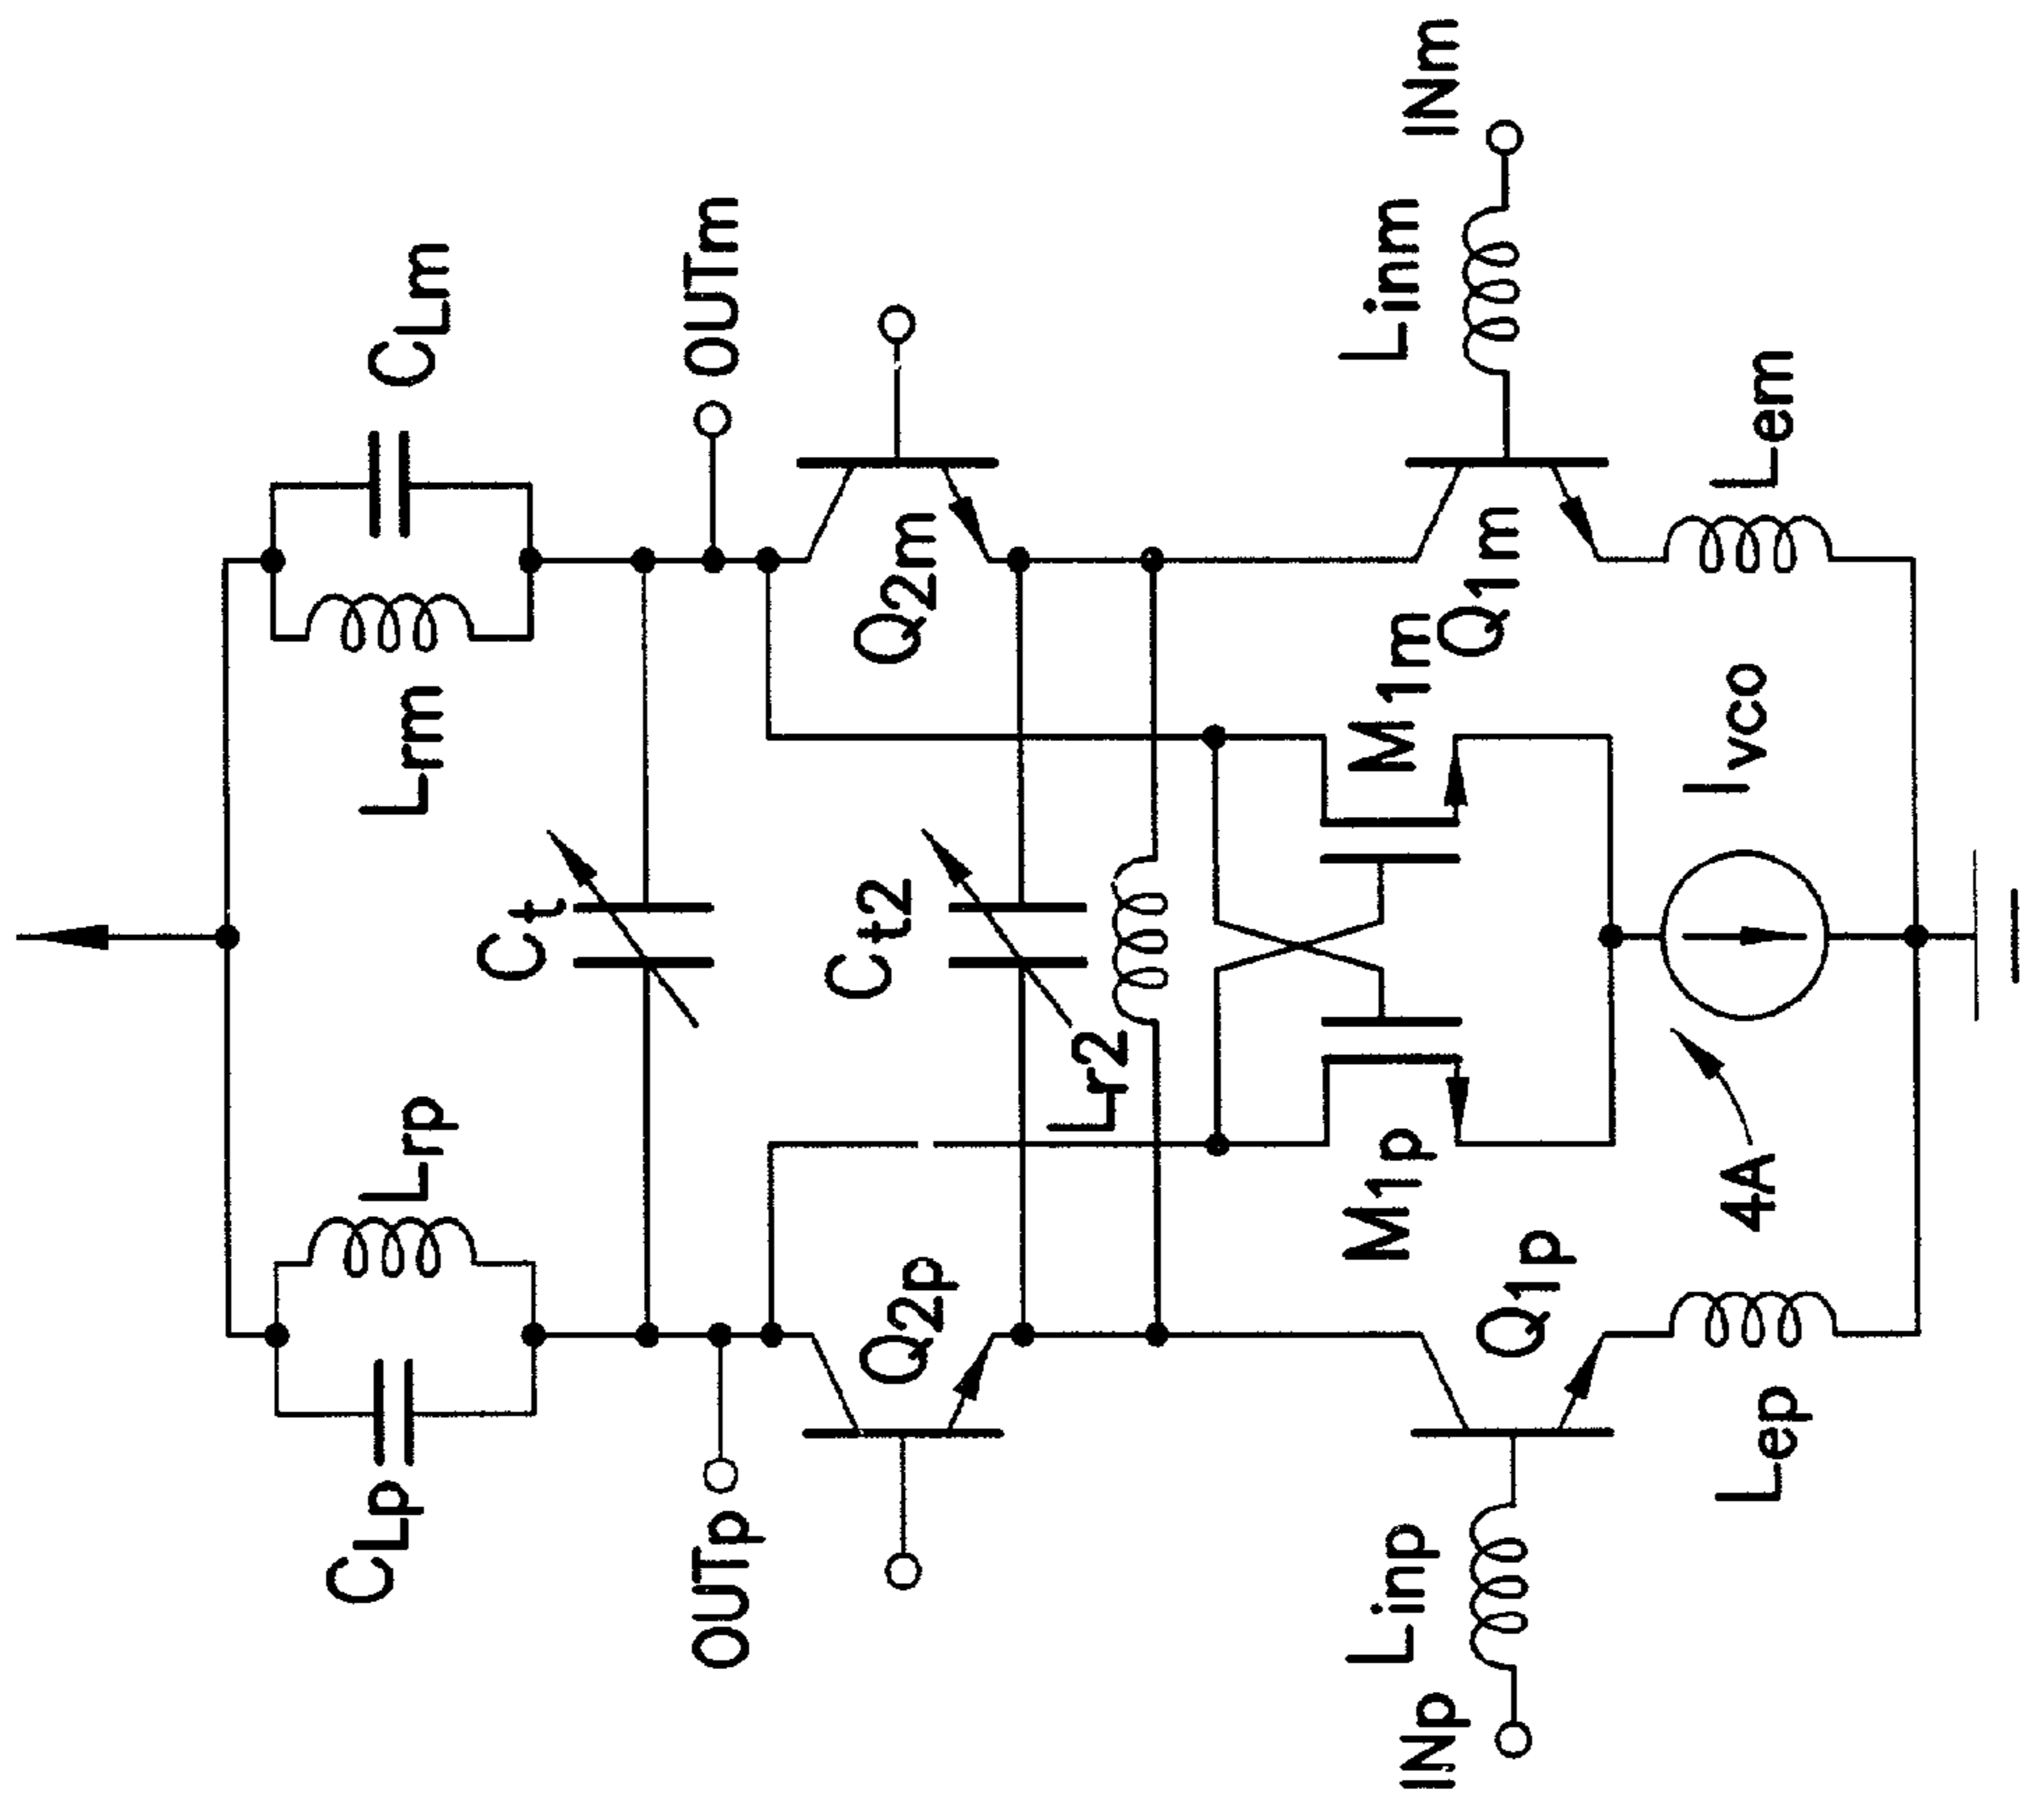 CLp
Lrp
Lrm
CLm
Ct
OUTp
OUTm
Q2p
Ct2
Q2m
Lr2
INp
Linp
M1p
M1m
Linm
INm
Q1p
Q1m
Lep
4A
Ivco
Lem